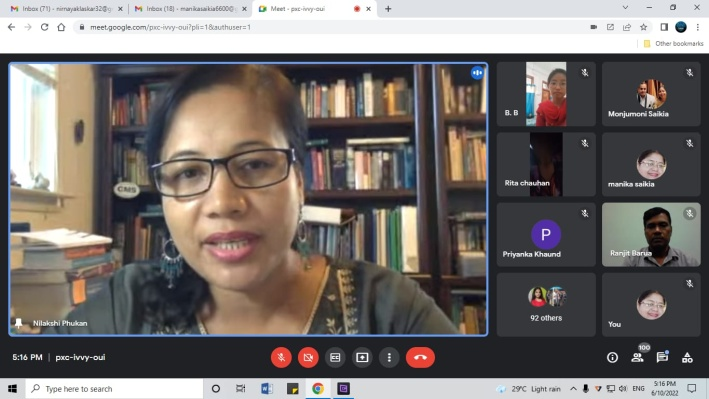 Inbox (71) - nirnayaklaskar32@g
Inbox (18) - manikasaikia6600@g
Meet - pxc-ivvy-oui
meet.google.com/pxc-ivvy-oui?pli=1&authuser=1
Other bookmarks
CMS
B. B
Monjumoni Saikia
Rita chauhan
manika saikia
P
Priyanka Khaund
Ranjit Barua
92 others
You
Nilakshi Phukan
5:16 PM | pxc-ivvy-oui
100
Type here to search
29°C Light rain
ENG
5:16 PM
6/10/2022